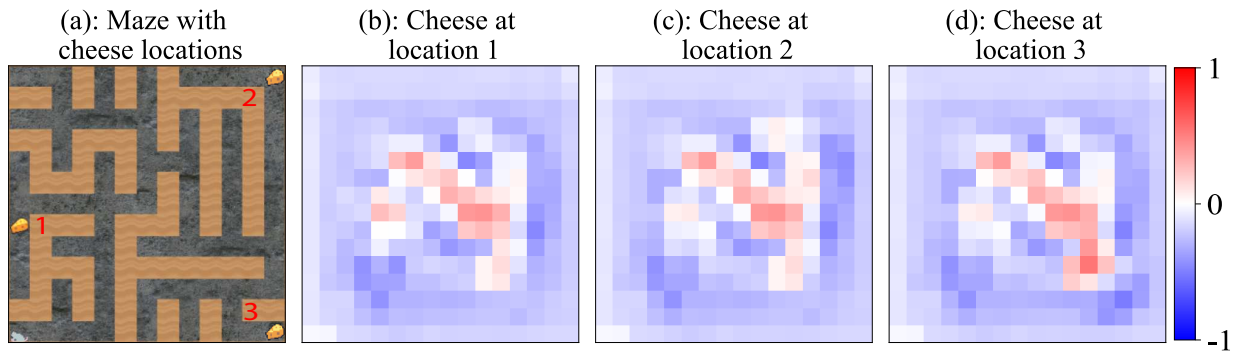 (a): Maze with
cheese locations
(b): Cheese at
location 1
(c): Cheese at
location 2
(d): Cheese at
location 3
2
1
3
1
0
-1